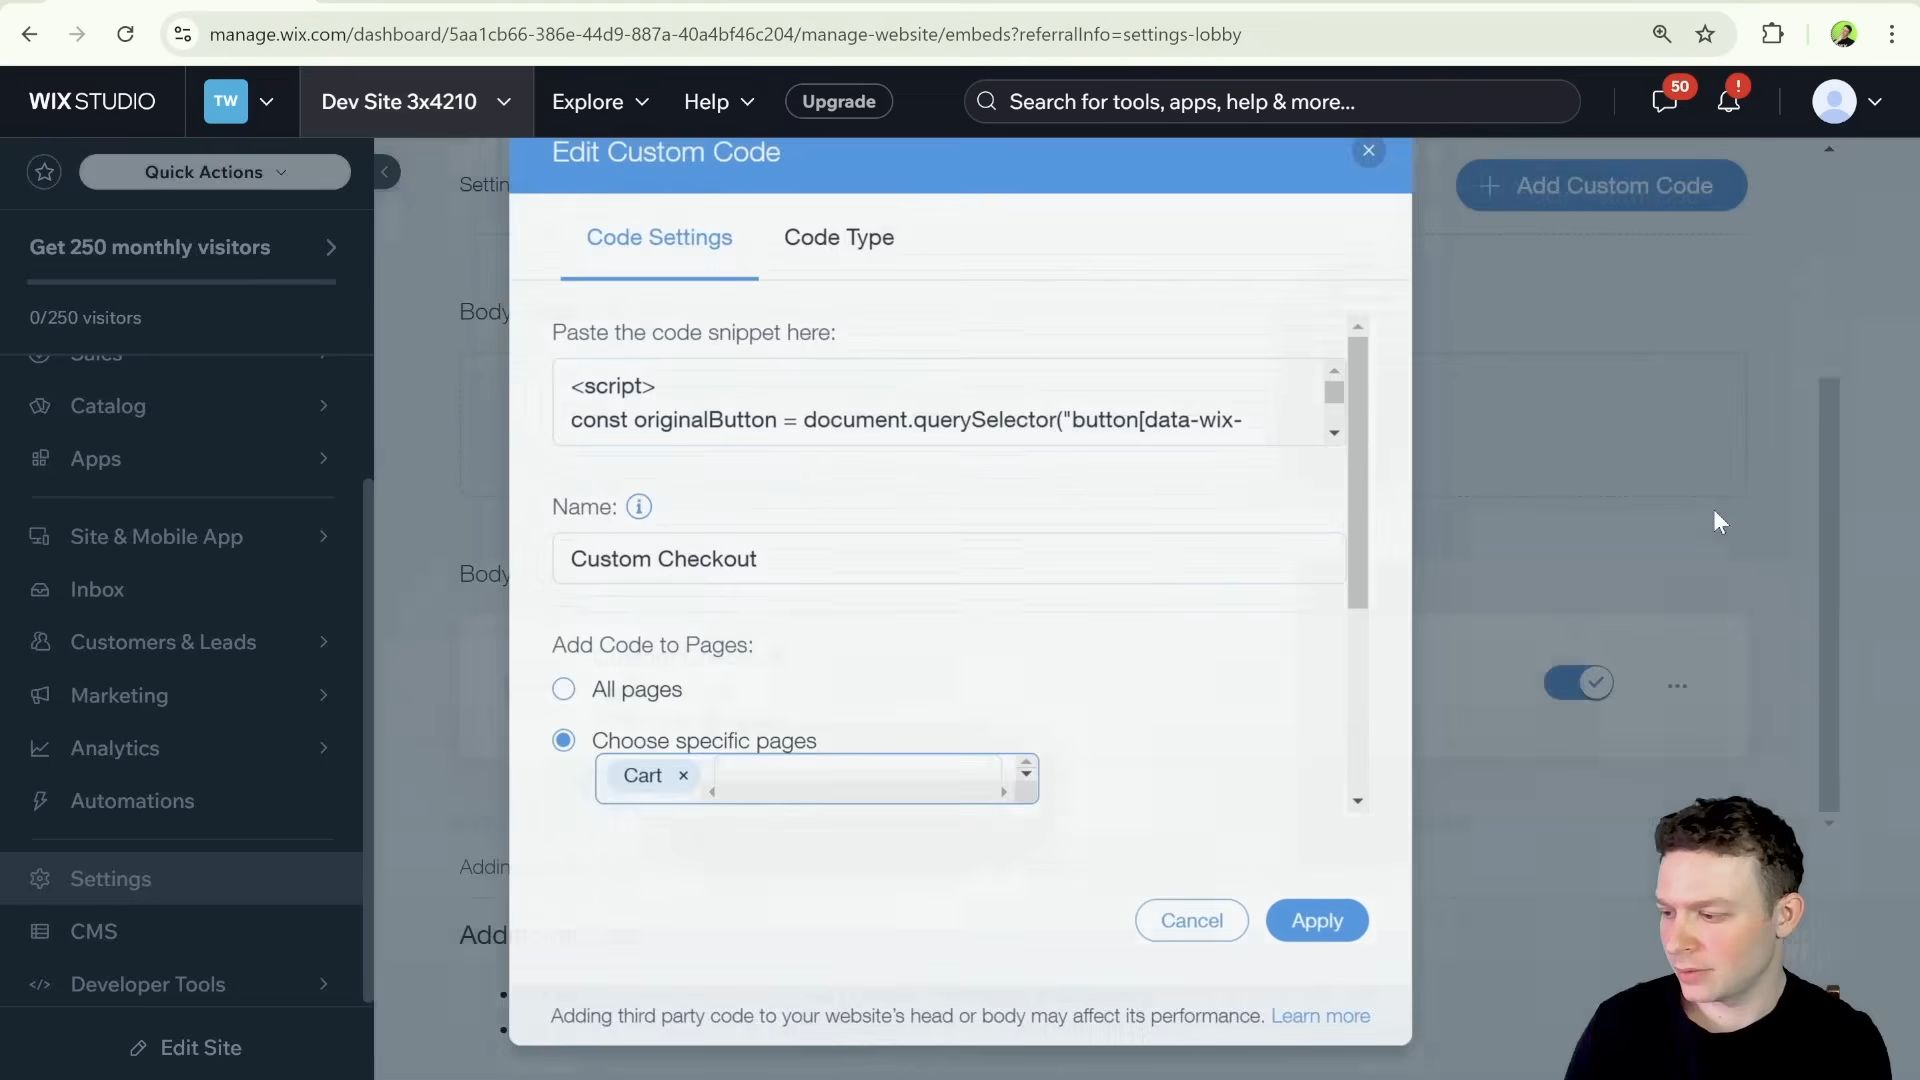 manage.wix.com/dashboard/5aa1cb66-386e-44d9-887a-40a4bf46c204/manage-website/embeds?referralInfo=settings-lobby
WIX STUDIO
TW
Dev Site 3x4210
Explore
Help
Upgrade
Search for tools, apps, help & more...
50
!
Quick Actions
Get 250 monthly visitors
0/250 visitors
Sales
Catalog
Apps
Site & Mobile App
Inbox
Customers & Leads
Marketing
Analytics
Automations
Settings
CMS
Developer Tools
Edit Site
Settin
Add Custom Code
Body
Body
Addin
Add
Edit Custom Code
Code Settings
Code Type
Paste the code snippet here:
<script>
const originalButton = document.querySelector("button[data-wix-
Name:
Custom Checkout
Add Code to Pages:
All pages
Choose specific pages
Cart ×
Cancel
Apply
Adding third party code to your website's head or body may affect its performance. Learn more